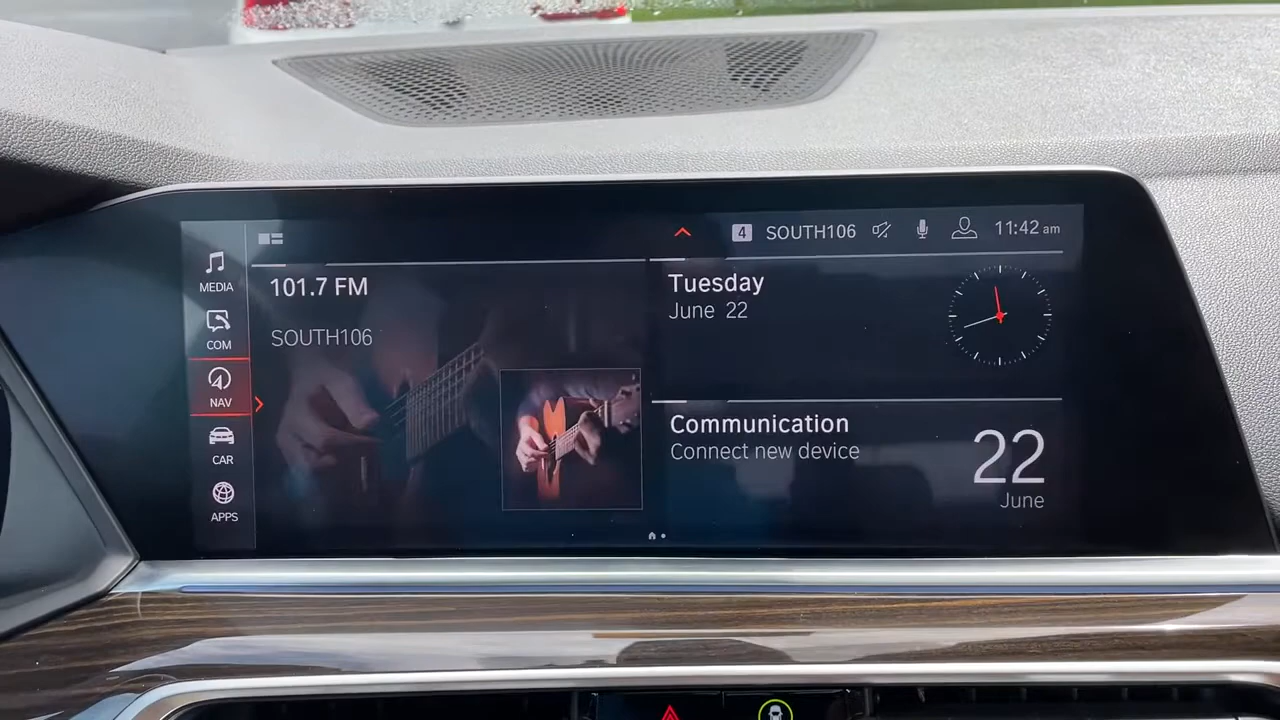 4 SOUTH106 11:42 am
MEDIA
COM
NAV
CAR
APPS
101.7 FM
SOUTH106
Tuesday
June 22
Communication
Connect new device
22
June